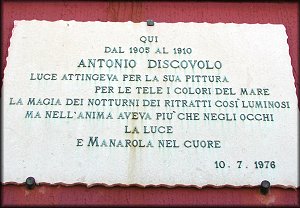 QUI
DAL 1905 AL 1910
ANTONIO DISCOVOLO
LUCE ATTINGEVA PER LA SUA PITTURA
PER LE TELE I COLORI DEL MARE
LA MAGIA DEI NOTTURNI DEI RITRATTI COSI' LUMINOSI
MA NELL'ANIMA AVEVA PIU' CHE NEGLI OCCHI
LA LUCE
E MANAROLA NEL CUORE
10.7.1976